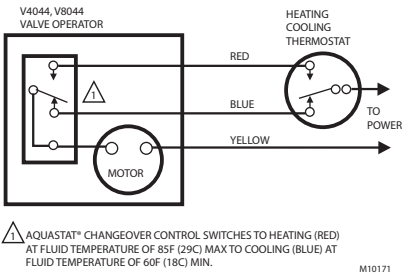 V4044, V8044
VALVE OPERATOR
HEATING
COOLING
THERMOSTAT
RED
1
BLUE
TO
POWER
YELLOW
MOTOR
1 AQUASTAT® CHANGEOVER CONTROL SWITCHES TO HEATING (RED)
AT FLUID TEMPERATURE OF 85F (29C) MAX TO COOLING (BLUE) AT
FLUID TEMPERATURE OF 60F (18C) MIN.
M10171